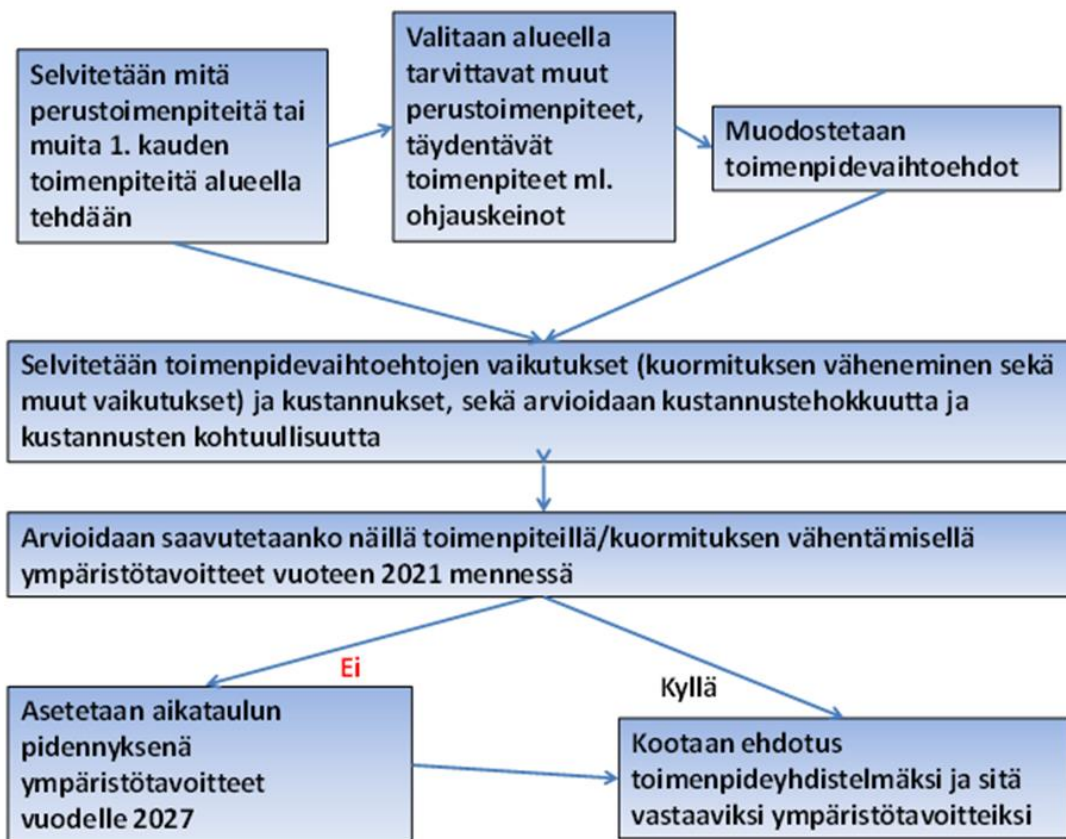 Selvitetään mitä
perustoimenpiteitä tai
muita 1. kauden
toimenpiteitä alueella
tehdään
Valitaan alueella
tarvittavat muut
perustoimenpiteet,
täydentävät
toimenpiteet ml.
ohjauskeinot
Muodostetaan
toimenpidevaihtoehdot
Selvitetään toimenpidevaihtoehtojen vaikutukset (kuormituksen väheneminen sekä
muut vaikutukset) ja kustannukset, sekä arvioidaan kustannustehokkuutta ja
kustannusten kohtuullisuutta
Arvioidaan saavutetaanko näillä toimenpiteillä/kuormituksen vähentämisellä
ympäristötavoitteet vuoteen 2021 mennessä
Ei
Kyllä
Asetetaan aikataulun
pidennyksenä
ympäristötavoitteet
vuodelle 2027
Kootaan ehdotus
toimenpideyhdistelmäksi ja sitä
vastaaviksi ympäristötavoitteiksi